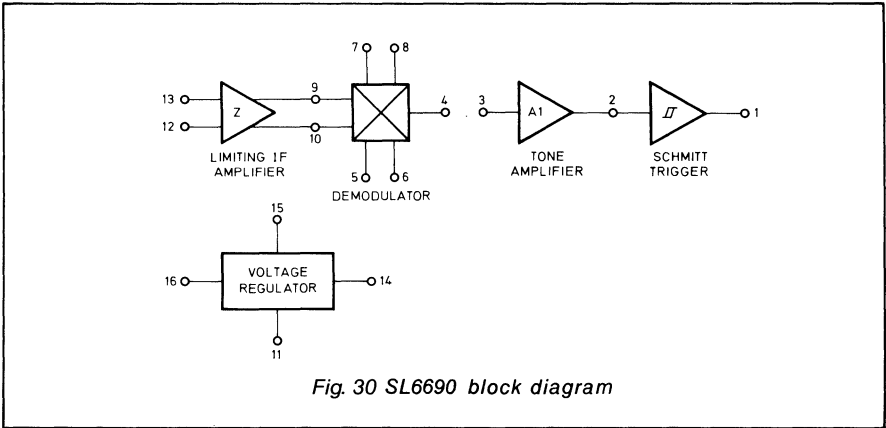 7
8
13
9
4
3
2
1
Z
A1
12
10
LIMITING IF
AMPLIFIER
5
6
DEMODULATOR
TONE
AMPLIFIER
SCHMITT
TRIGGER
15
16
VOLTAGE
REGULATOR
14
11
Fig. 30 SL6690 block diagram